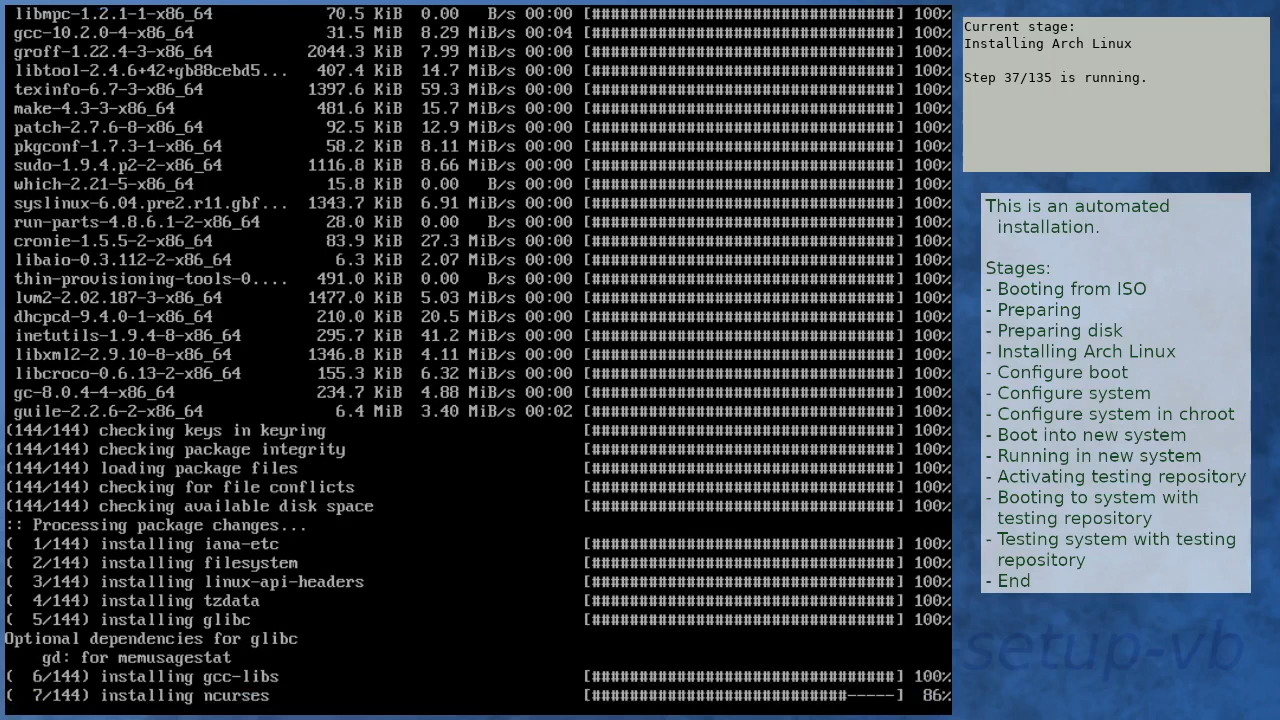 libmpc-1.2.1-1-x86_64 70.5 KiB 0.00 B/s 00:00 [################################] 100%
gcc-10.2.0-4-x86_64 31.5 MiB 8.29 MiB/s 00:04 [################################] 100%
groff-1.22.4-3-x86_64 2044.3 KiB 7.99 MiB/s 00:00 [################################] 100%
libtool-2.4.6+42+gb88cebd5... 407.4 KiB 14.7 MiB/s 00:00 [################################] 100%
texinfo-6.7-3-x86_64 1397.6 KiB 59.3 MiB/s 00:00 [################################] 100%
make-4.3-3-x86_64 481.6 KiB 15.7 MiB/s 00:00 [################################] 100%
patch-2.7.6-8-x86_64 92.5 KiB 12.9 MiB/s 00:00 [################################] 100%
pkgconf-1.7.3-1-x86_64 58.2 KiB 8.11 MiB/s 00:00 [################################] 100%
sudo-1.9.4.p2-2-x86_64 1116.8 KiB 8.66 MiB/s 00:00 [################################] 100%
which-2.21-5-x86_64 15.8 KiB 0.00 B/s 00:00 [################################] 100%
syslinux-6.04.pre2.r11.gbf... 1343.7 KiB 6.91 MiB/s 00:00 [################################] 100%
run-parts-4.8.6.1-2-x86_64 28.0 KiB 0.00 B/s 00:00 [################################] 100%
cronie-1.5.5-2-x86_64 83.9 KiB 27.3 MiB/s 00:00 [################################] 100%
libaio-0.3.112-2-x86_64 6.3 KiB 2.07 MiB/s 00:00 [################################] 100%
thin-provisioning-tools-0.... 491.0 KiB 0.00 B/s 00:00 [################################] 100%
lvm2-2.02.187-3-x86_64 1477.0 KiB 5.03 MiB/s 00:00 [################################] 100%
dhcpcd-9.4.0-1-x86_64 210.0 KiB 20.5 MiB/s 00:00 [################################] 100%
inetutils-1.9.4-8-x86_64 295.7 KiB 41.2 MiB/s 00:00 [################################] 100%
libxml2-2.9.10-8-x86_64 1346.8 KiB 4.11 MiB/s 00:00 [################################] 100%
libcroco-0.6.13-2-x86_64 155.3 KiB 6.32 MiB/s 00:00 [################################] 100%
gc-8.0.4-4-x86_64 234.7 KiB 4.88 MiB/s 00:00 [################################] 100%
guile-2.2.6-2-x86_64 6.4 MiB 3.40 MiB/s 00:02 [################################] 100%
(144/144) checking keys in keyring [################################] 100%
(144/144) checking package integrity [################################] 100%
(144/144) loading package files [################################] 100%
(144/144) checking for file conflicts [################################] 100%
(144/144) checking available disk space [################################] 100%
:: Processing package changes...
( 1/144) installing iana-etc [################################] 100%
( 2/144) installing filesystem [################################] 100%
( 3/144) installing linux-api-headers [################################] 100%
( 4/144) installing tzdata [################################] 100%
( 5/144) installing glibc [################################] 100%
Optional dependencies for glibc
gd: for memusagestat
( 6/144) installing gcc-libs [################################] 100%
( 7/144) installing ncurses [###########################-----] 86%
Current stage:
Installing Arch Linux
Step 37/135 is running.
This is an automated
installation.
Stages:
- Booting from ISO
- Preparing
- Preparing disk
- Installing Arch Linux
- Configure boot
- Configure system
- Configure system in chroot
- Boot into new system
- Running in new system
- Activating testing repository
- Booting to system with
testing repository
- Testing system with testing
repository
- End
setup-vb